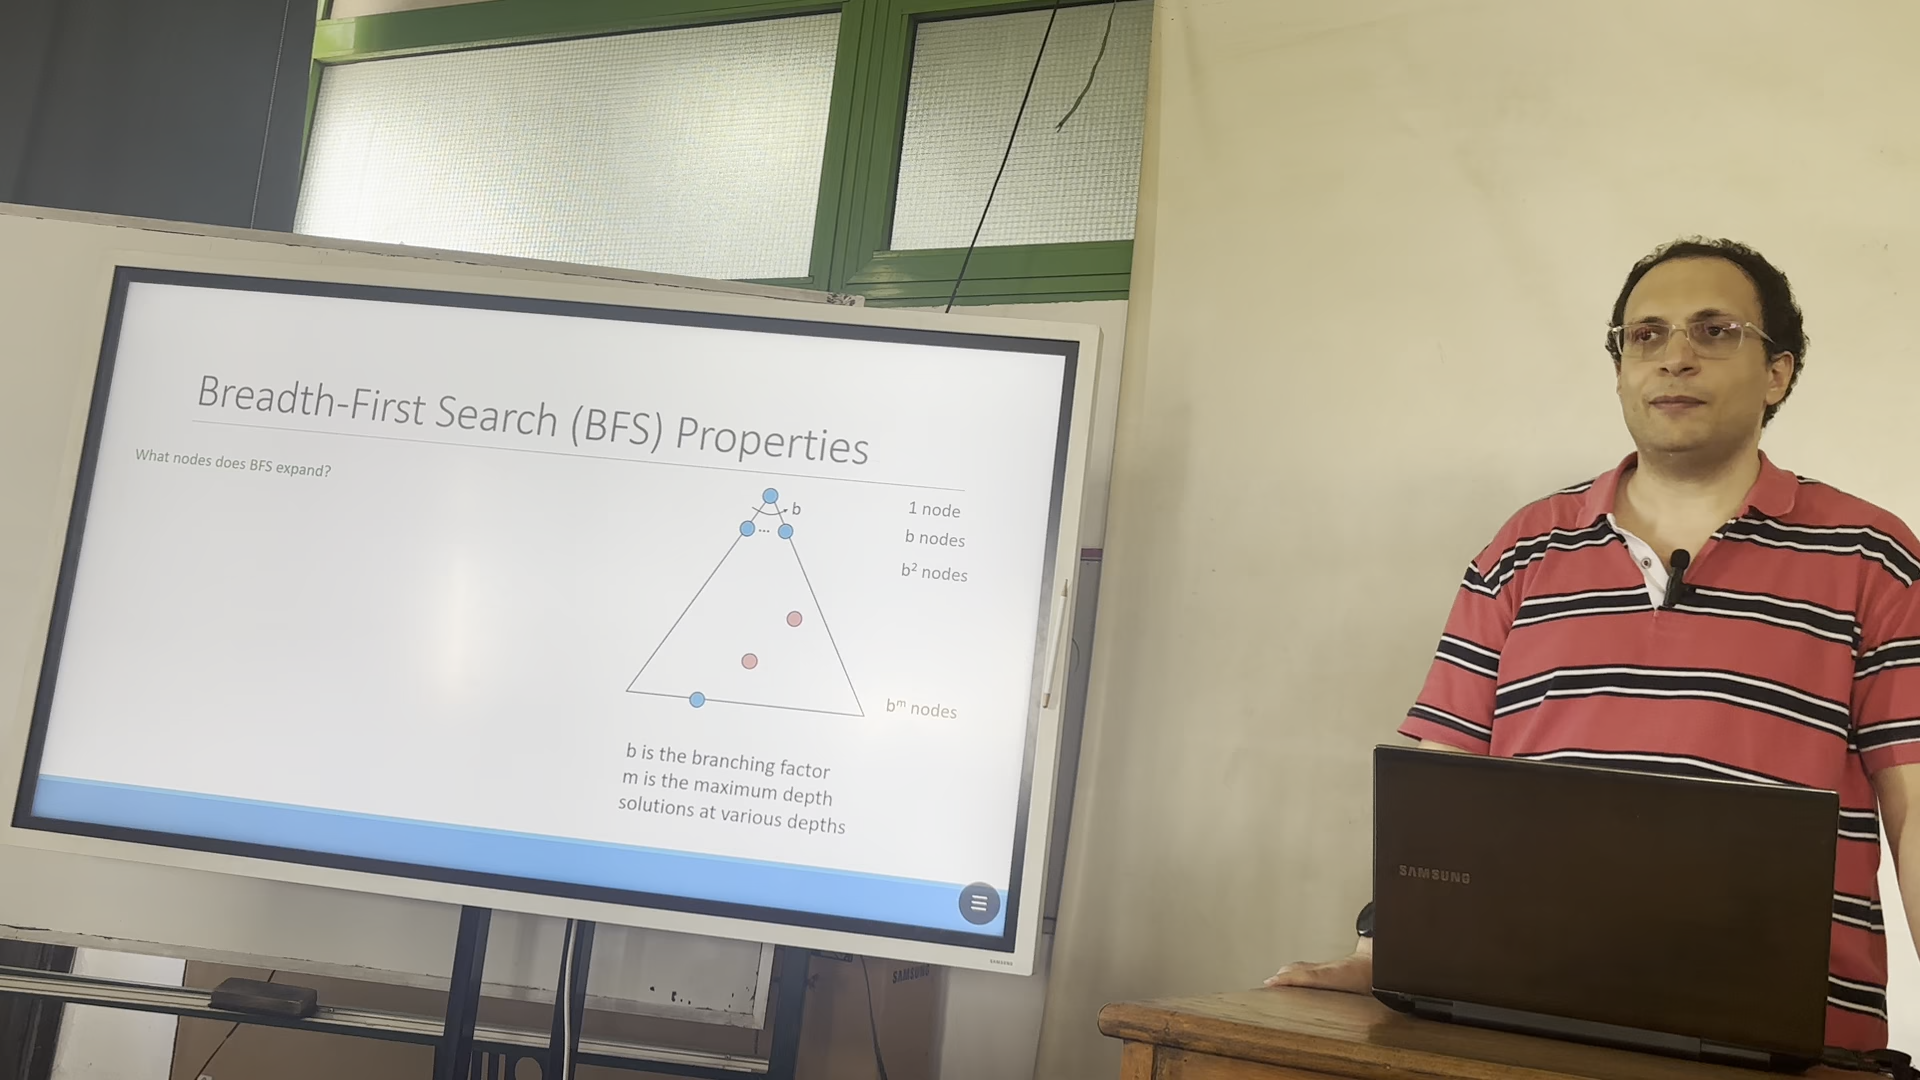 Breadth-First Search (BFS) Properties
What nodes does BFS expand?
b
...
1 node
b nodes
b² nodes
bᵐ nodes
b is the branching factor
m is the maximum depth
solutions at various depths
SAMSUNG
SAMSUNG
SAMSUNG